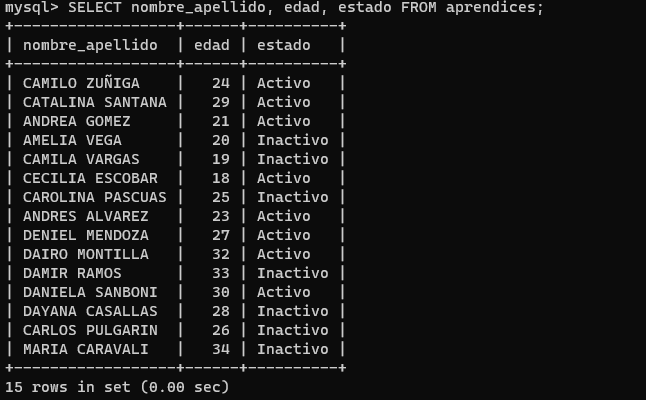 mysql> SELECT nombre_apellido, edad, estado FROM aprendices;
+------------------+------+----------+
| nombre_apellido  | edad | estado   |
+------------------+------+----------+
| CAMILO ZUÑIGA    |   24 | Activo   |
| CATALINA SANTANA |   29 | Activo   |
| ANDREA GOMEZ     |   21 | Activo   |
| AMELIA VEGA      |   20 | Inactivo |
| CAMILA VARGAS    |   19 | Inactivo |
| CECILIA ESCOBAR  |   18 | Activo   |
| CAROLINA PASCUAS |   25 | Inactivo |
| ANDRES ALVAREZ   |   23 | Activo   |
| DENIEL MENDOZA   |   27 | Activo   |
| DAIRO MONTILLA   |   32 | Activo   |
| DAMIR RAMOS      |   33 | Inactivo |
| DANIELA SANBONI  |   30 | Activo   |
| DAYANA CASALLAS  |   28 | Inactivo |
| CARLOS PULGARIN  |   26 | Inactivo |
| MARIA CARAVALI   |   34 | Inactivo |
+------------------+------+----------+
15 rows in set (0.00 sec)